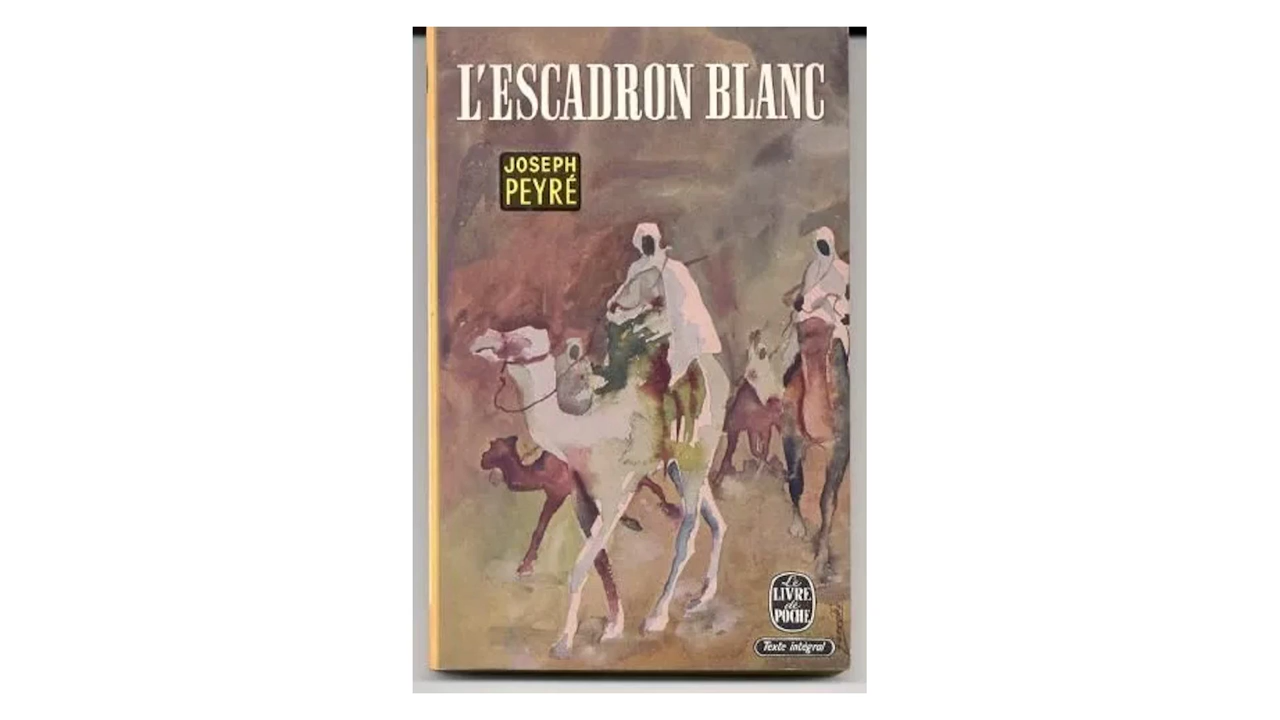 L'ESCADRON BLANC
JOSEPH
PEYRÉ
Le
LIVRE
de
POCHE
Texte intégral